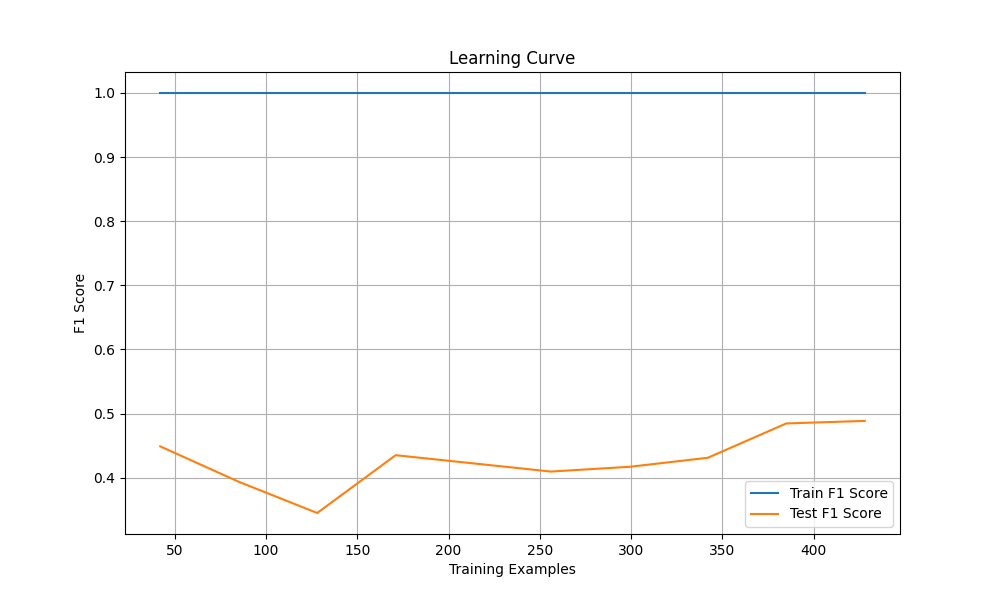 Learning Curve
1.0
0.9
0.8
0.7
0.6
0.5
0.4
F1 Score
Train F1 Score
Test F1 Score
50 100 150 200 250 300 350 400
Training Examples